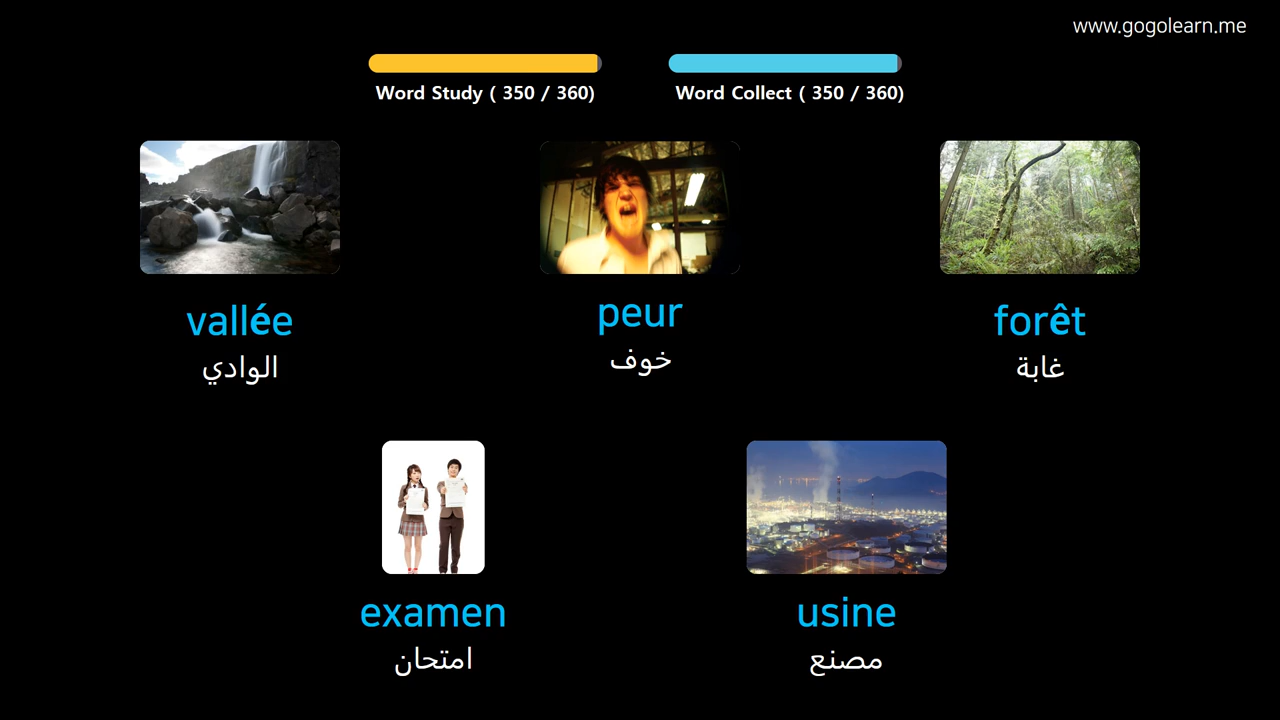 www.gogolearn.me
Word Study ( 350 / 360)
Word Collect ( 350 / 360)
vallée
الوادي
peur
خوف
forêt
غابة
examen
امتحان
usine
مصنع